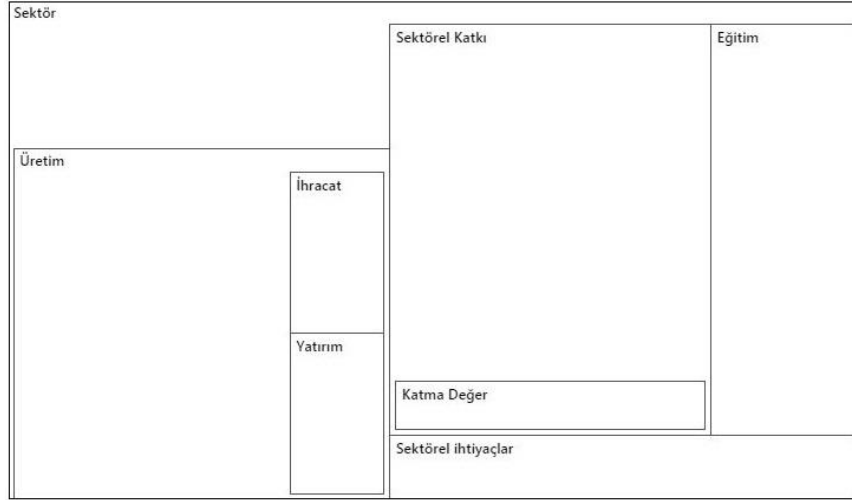 Sektör
Sektörel Katkı
Eğitim
Üretim
İhracat
Yatırım
Katma Değer
Sektörel ihtiyaçlar